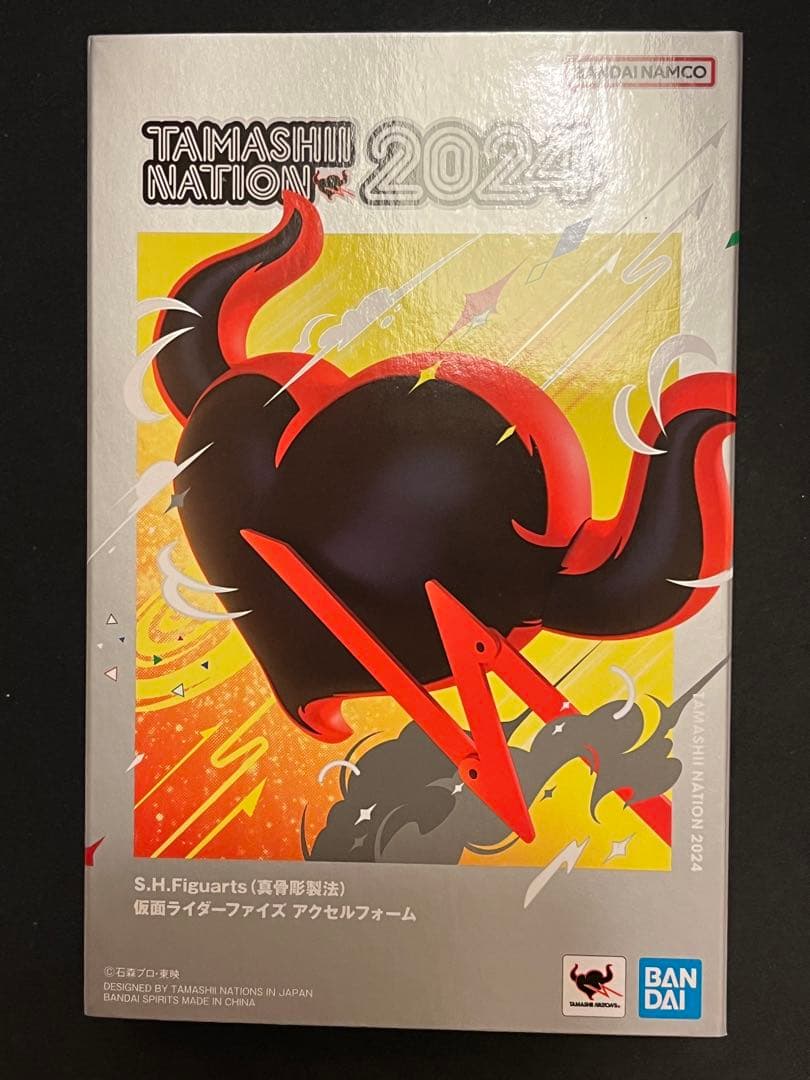 BANDAI NAMCO
TAMASHII
NATION 2024
TAMASHII NATION 2024
S.H.Figuarts(真骨彫製法)
仮面ライダーファイズ アクセルフォーム
©石森プロ・東映
DESIGNED BY TAMASHII NATIONS IN JAPAN
BANDAI SPIRITS MADE IN CHINA
TAMASHII NATIONS
BAN
DAI